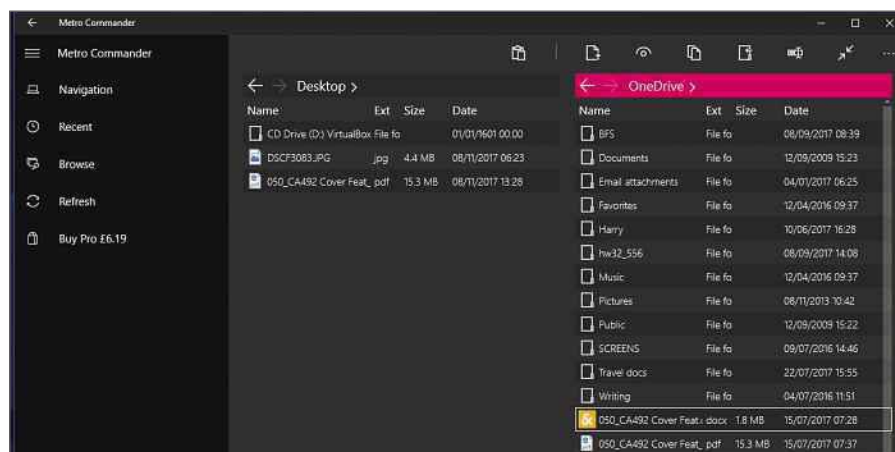 Metro Commander
Metro Commander
Navigation
Recent
Browse
Refresh
Buy Pro £6.19
Desktop
Name Ext Size Date
CD Drive (D:) VirtualBox File fo 01/01/1601 00:00
DSCF3083.JPG .jpg 4.4 MB 08/11/2017 06:23
050_CA492 Cover Feat_ pdf 15.3 MB 08/11/2017 13:28
OneDrive
Name Ext Size Date
BFS File fo 08/09/2017 08:39
Documents File fo 12/09/2009 15:23
Email attachments File fo 04/01/2017 06:25
Favorites File fo 12/04/2016 09:37
Harry File fo 10/06/2017 16:28
hw32_556 File fo 08/09/2017 14:08
Music File fo 12/04/2016 09:37
Pictures File fo 08/11/2013 10:42
Public File fo 12/09/2009 15:22
SCREENS File fo 09/07/2016 14:46
Travel docs File fo 22/07/2017 15:55
Writing File fo 04/07/2016 11:51
050_CA492 Cover Feat. docx 1.8 MB 15/07/2017 07:28
050_CA492 Cover Feat_ pdf 15.3 MB 15/07/2017 07:37